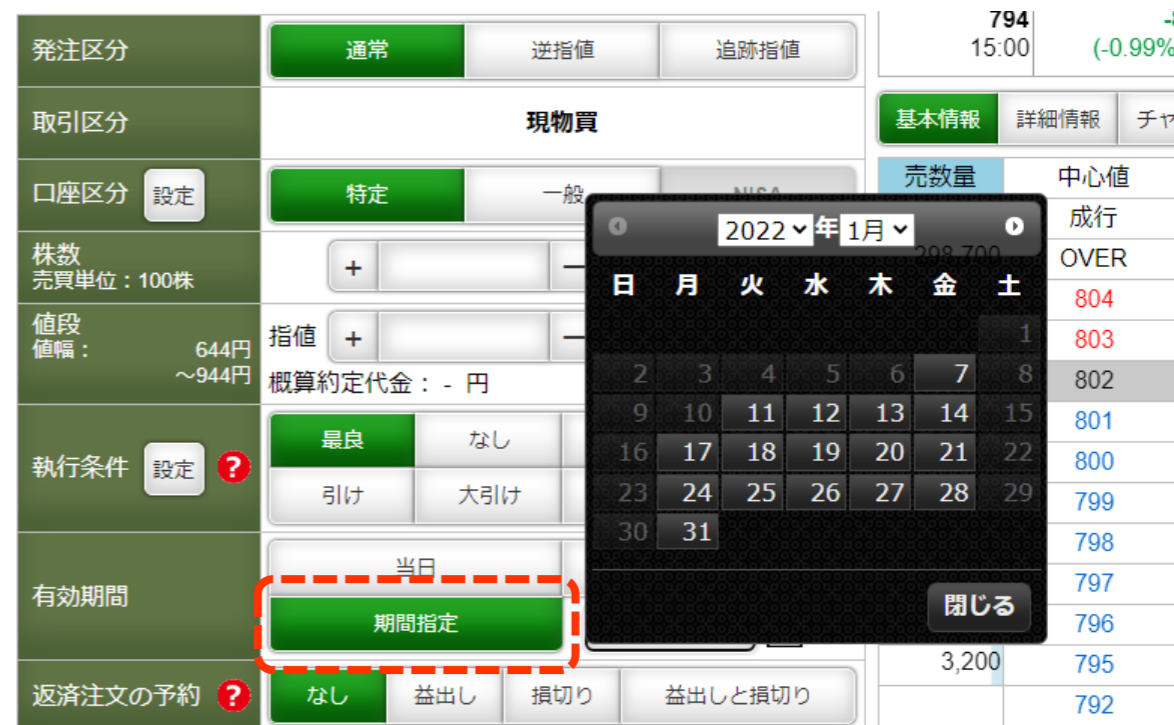 発注区分
通常 逆指値 追跡指値
取引区分
現物買
口座区分 設定
特定 一般 NISA
株数
売買単位：100株
+ −
値段
値幅： 644円
～944円
指値 + −
概算約定代金： - 円
執行条件 設定 ?
最良 なし
引け 大引け
有効期間
当日
期間指定
返済注文の予約 ?
なし 益出し 損切り 益出しと損切り
2022 年 1月
日 月 火 水 木 金 土
1
2 3 4 5 6 7 8
9 10 11 12 13 14 15
16 17 18 19 20 21 22
23 24 25 26 27 28 29
30 31
閉じる
794
15:00 (-0.99%
基本情報 詳細情報 チャ
売数量 中心値
成行
298,700 OVER
804
803
802
801
800
799
798
797
796
3,200 795
792